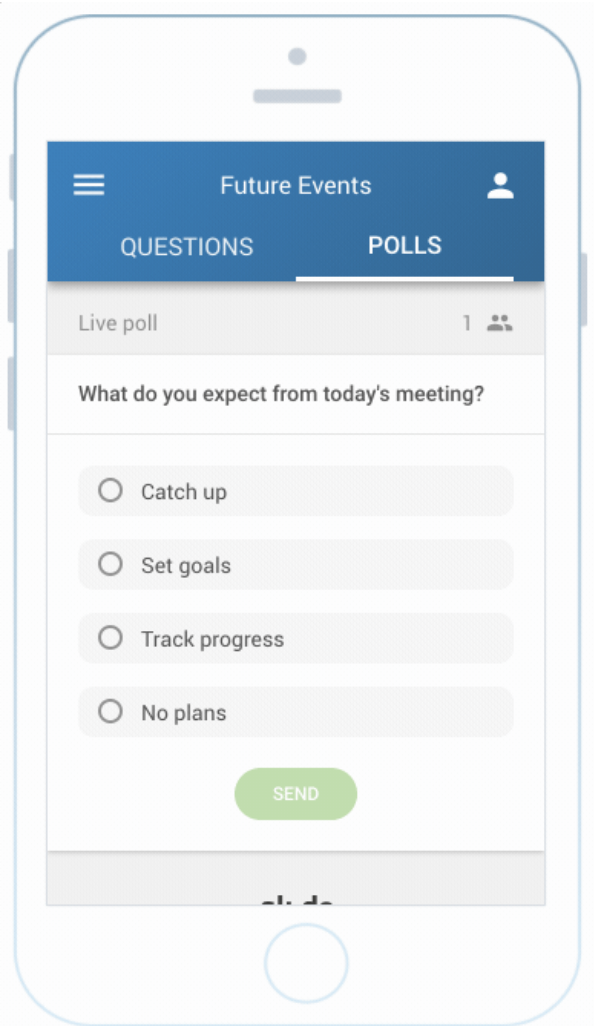 Future Events
QUESTIONS POLLS
Live poll 1
What do you expect from today's meeting?
Catch up
Set goals
Track progress
No plans
SEND